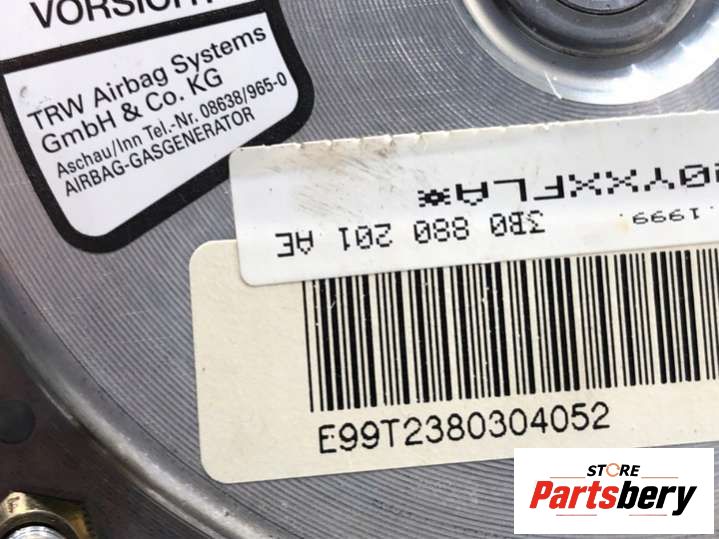 VORSICHT
TRW Airbag Systems
GmbH & Co. KG
Aschau/Inn Tel.-Nr. 08638/965-0
AIRBAG-GASGENERATOR
0YXXFLA*
.1999. 3B0 880 201 AE
E99T2380304052
STORE
Partsbery